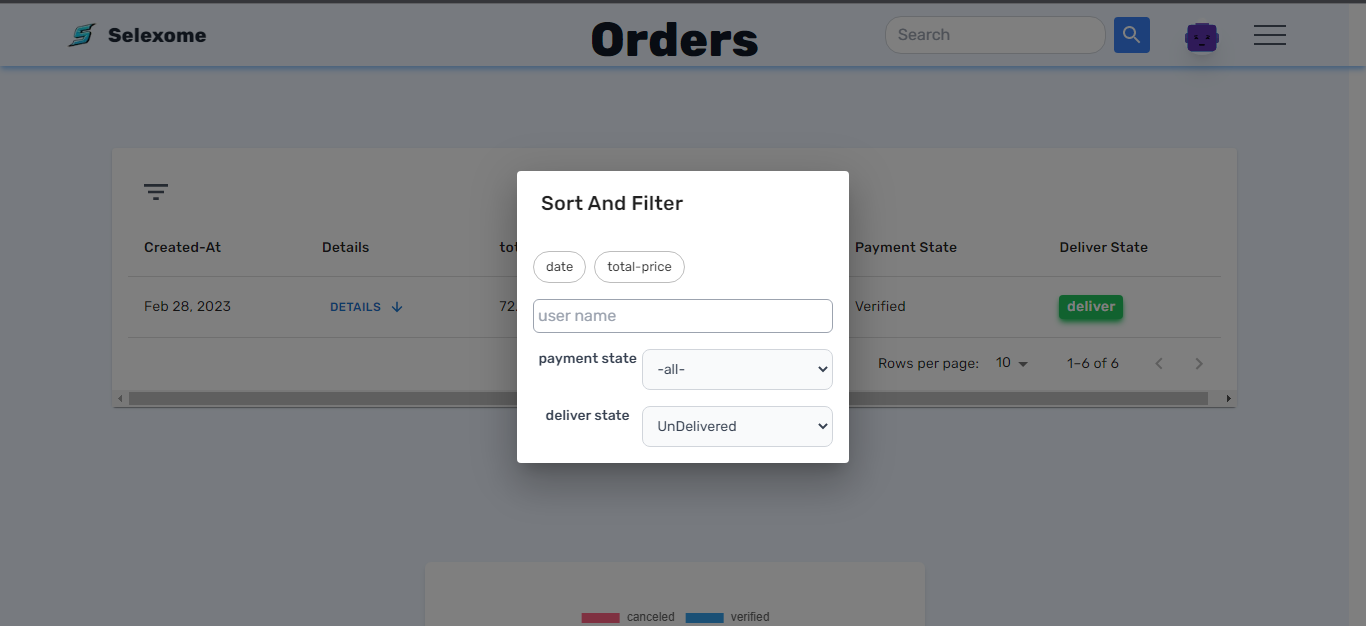 Selexome
Orders
Search
Sort And Filter
date total-price
user name
payment state -all-
deliver state UnDelivered
Created-At Details tot Payment State Deliver State
Feb 28, 2023 DETAILS 72. Verified deliver
Rows per page: 10 1–6 of 6
canceled verified